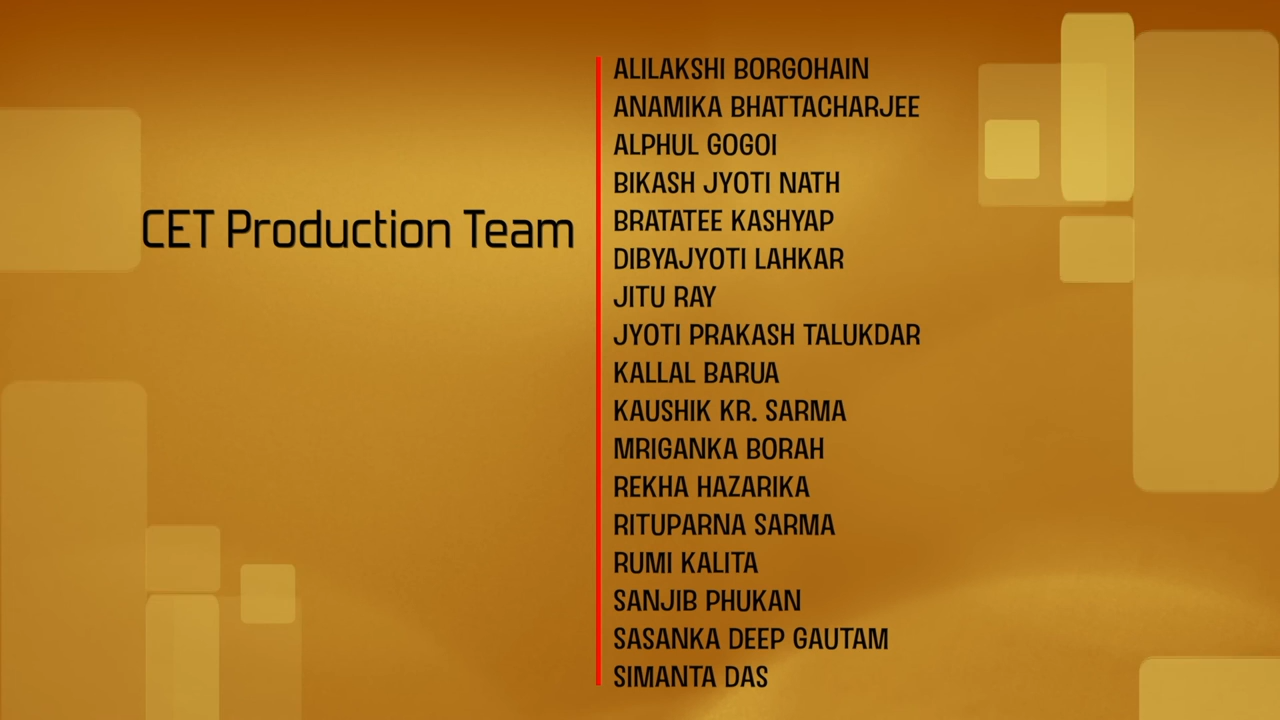 CET Production Team
ALILAKSHI BORGOHAIN
ANAMIKA BHATTACHARJEE
ALPHUL GOGOI
BIKASH JYOTI NATH
BRATATEE KASHYAP
DIBYAJYOTI LAHKAR
JITU RAY
JYOTI PRAKASH TALUKDAR
KALLAL BARUA
KAUSHIK KR. SARMA
MRIGANKA BORAH
REKHA HAZARIKA
RITUPARNA SARMA
RUMI KALITA
SANJIB PHUKAN
SASANKA DEEP GAUTAM
SIMANTA DAS